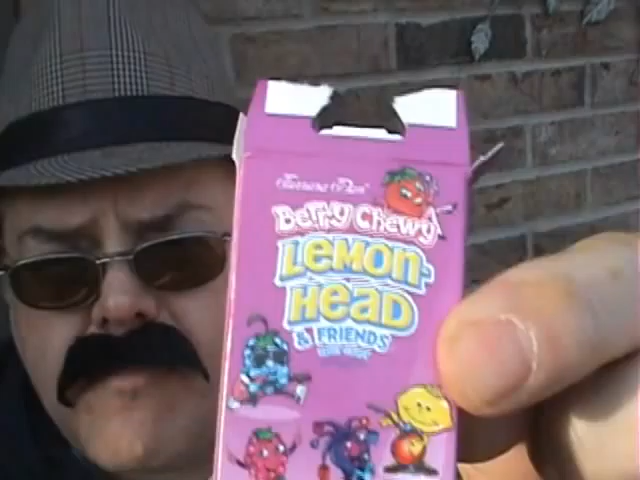 Ferrara Pan
Berry Chewy
LEMON-
HEAD
& FRIENDS